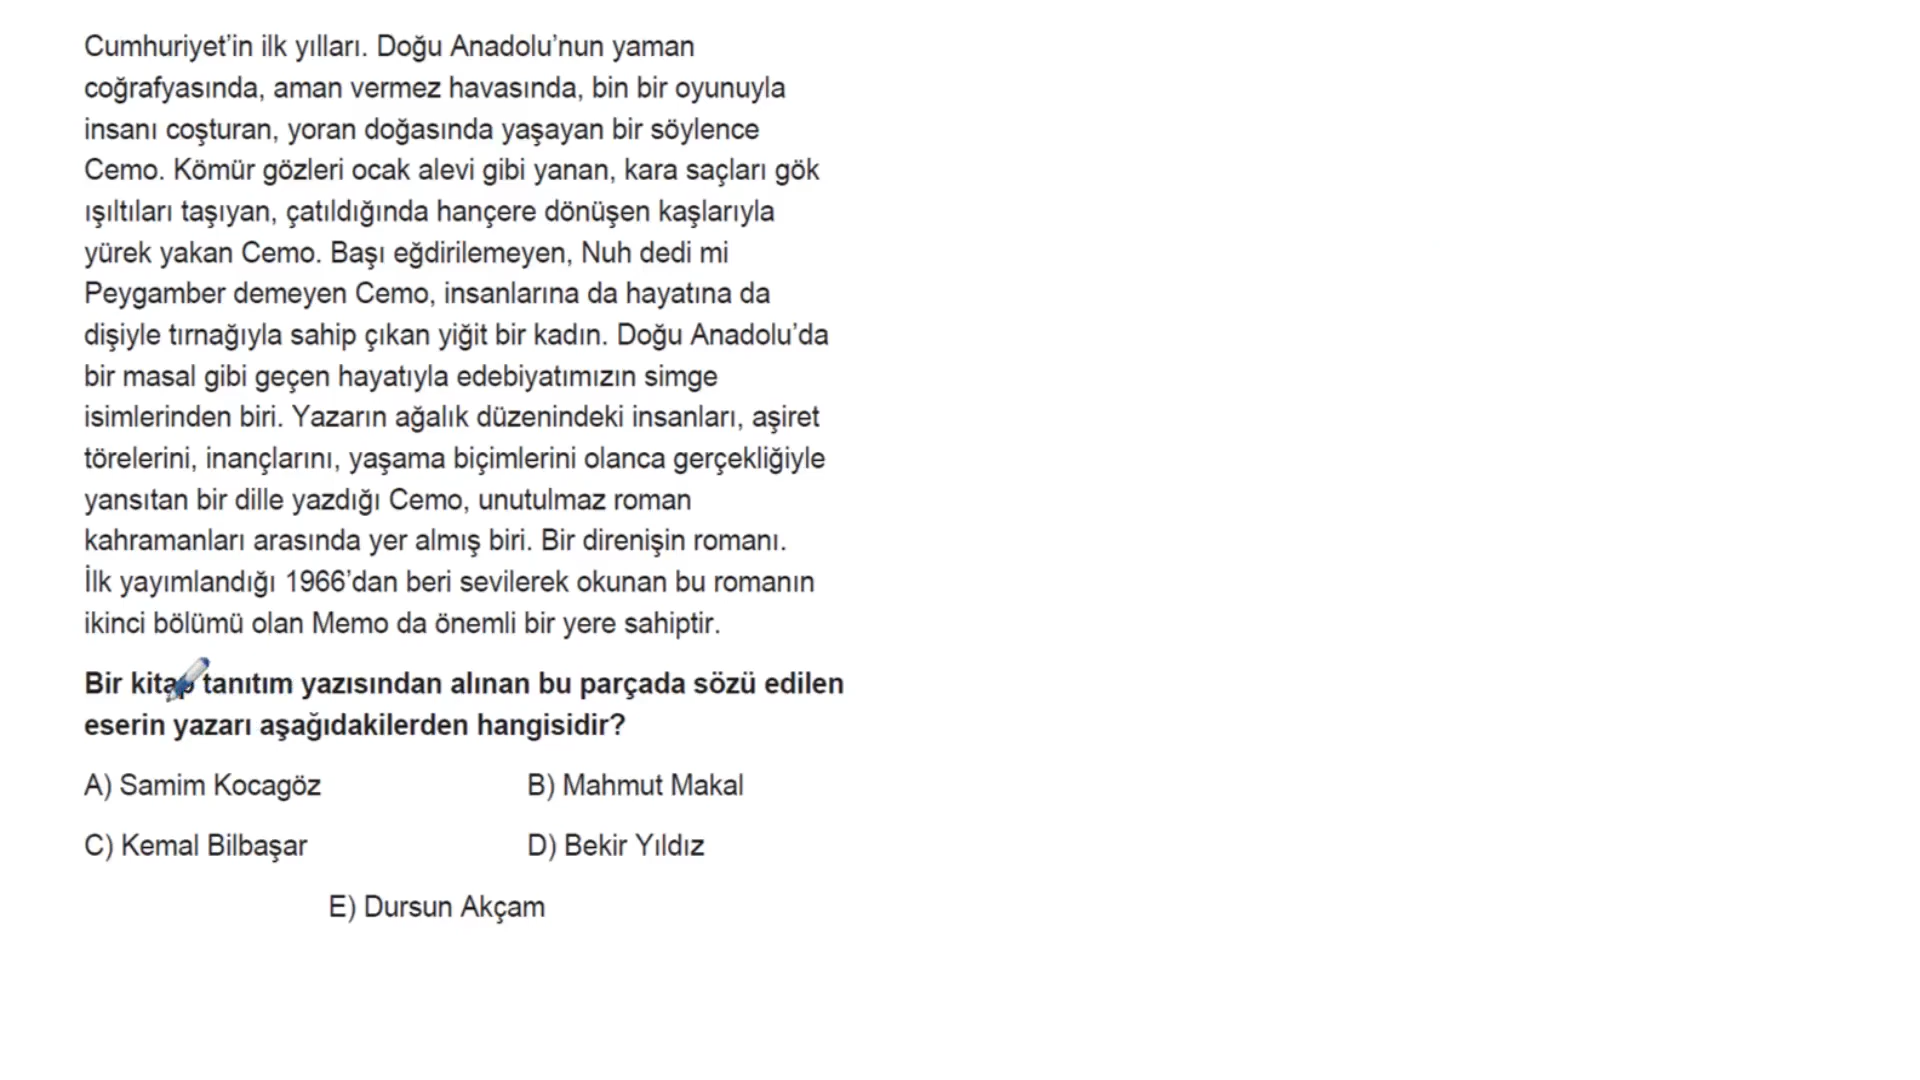 Cumhuriyet’in ilk yılları. Doğu Anadolu’nun yaman
coğrafyasında, aman vermez havasında, bin bir oyunuyla
insanı coşturan, yoran doğasında yaşayan bir söylence
Cemo. Kömür gözleri ocak alevi gibi yanan, kara saçları gök
ışıltıları taşıyan, çatıldığında hançere dönüşen kaşlarıyla
yürek yakan Cemo. Başı eğdirilemeyen, Nuh dedi mi
Peygamber demeyen Cemo, insanlarına da hayatına da
dişiyle tırnağıyla sahip çıkan yiğit bir kadın. Doğu Anadolu’da
bir masal gibi geçen hayatıyla edebiyatımızın simge
isimlerinden biri. Yazarın ağalık düzenindeki insanları, aşiret
törelerini, inançlarını, yaşama biçimlerini olanca gerçekliğiyle
yansıtan bir dille yazdığı Cemo, unutulmaz roman
kahramanları arasında yer almış biri. Bir direnişin romanı.
İlk yayımlandığı 1966’dan beri sevilerek okunan bu romanın
ikinci bölümü olan Memo da önemli bir yere sahiptir.
Bir kitap tanıtım yazısından alınan bu parçada sözü edilen
eserin yazarı aşağıdakilerden hangisidir?
A) Samim Kocagöz B) Mahmut Makal
C) Kemal Bilbaşar D) Bekir Yıldız
E) Dursun Akçam